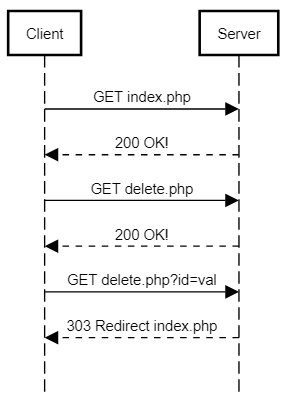 Client
Server
GET index.php
200 OK!
GET delete.php
200 OK!
GET delete.php?id=val
303 Redirect index.php